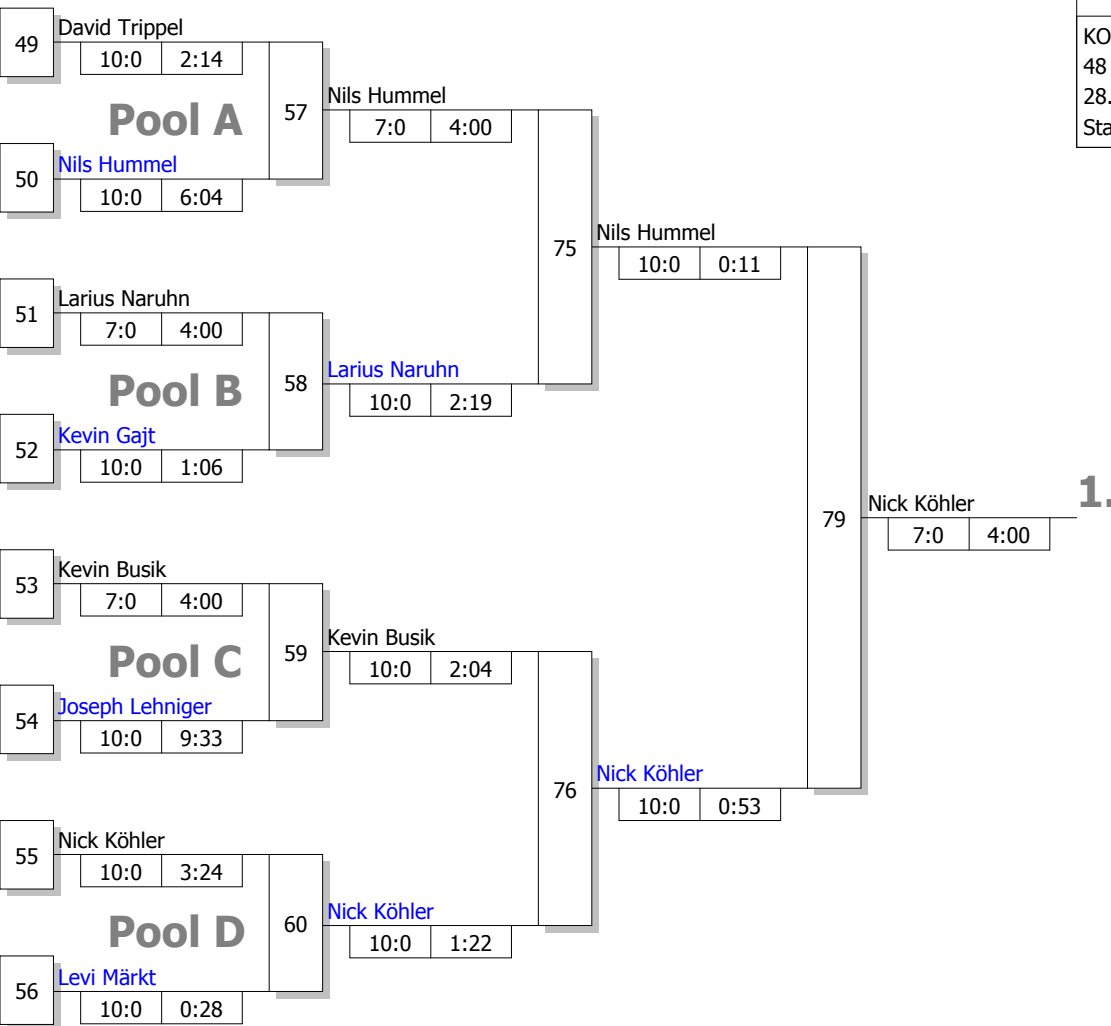 49
David Trippel
10:0 2:14
Pool A
50
Nils Hummel
10:0 6:04
57
Nils Hummel
7:0 4:00
51
Larius Naruhn
7:0 4:00
Pool B
52
Kevin Gajt
10:0 1:06
58
Larius Naruhn
10:0 2:19
75
Nils Hummel
10:0 0:11
53
Kevin Busik
7:0 4:00
Pool C
54
Joseph Lehniger
10:0 9:33
59
Kevin Busik
10:0 2:04
55
Nick Köhler
10:0 3:24
Pool D
56
Levi Märkt
10:0 0:28
60
Nick Köhler
10:0 1:22
76
Nick Köhler
10:0 0:53
79
Nick Köhler
7:0 4:00
1.
KO
48
28.
Sta